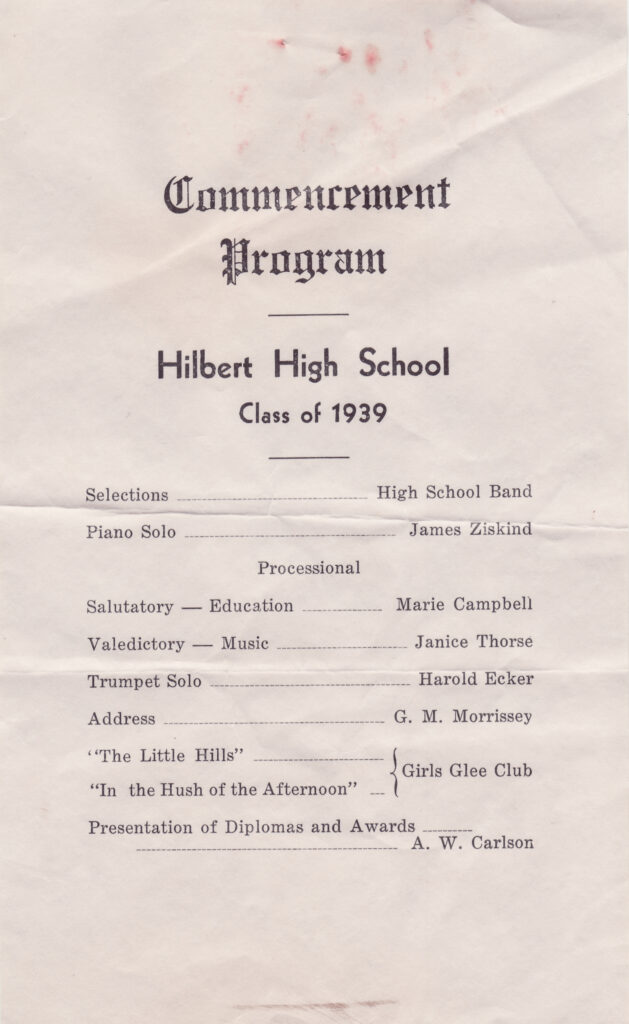 Commencement
Program
Hilbert High School
Class of 1939
Selections ........ High School Band
Piano Solo ........ James Ziskind
Processional
Salutatory — Education ........ Marie Campbell
Valedictory — Music ........ Janice Thorse
Trumpet Solo ........ Harold Ecker
Address ........ G. M. Morrissey
"The Little Hills" ........
Girls Glee Club
"In the Hush of the Afternoon" ....
Presentation of Diplomas and Awards ........
........ A. W. Carlson